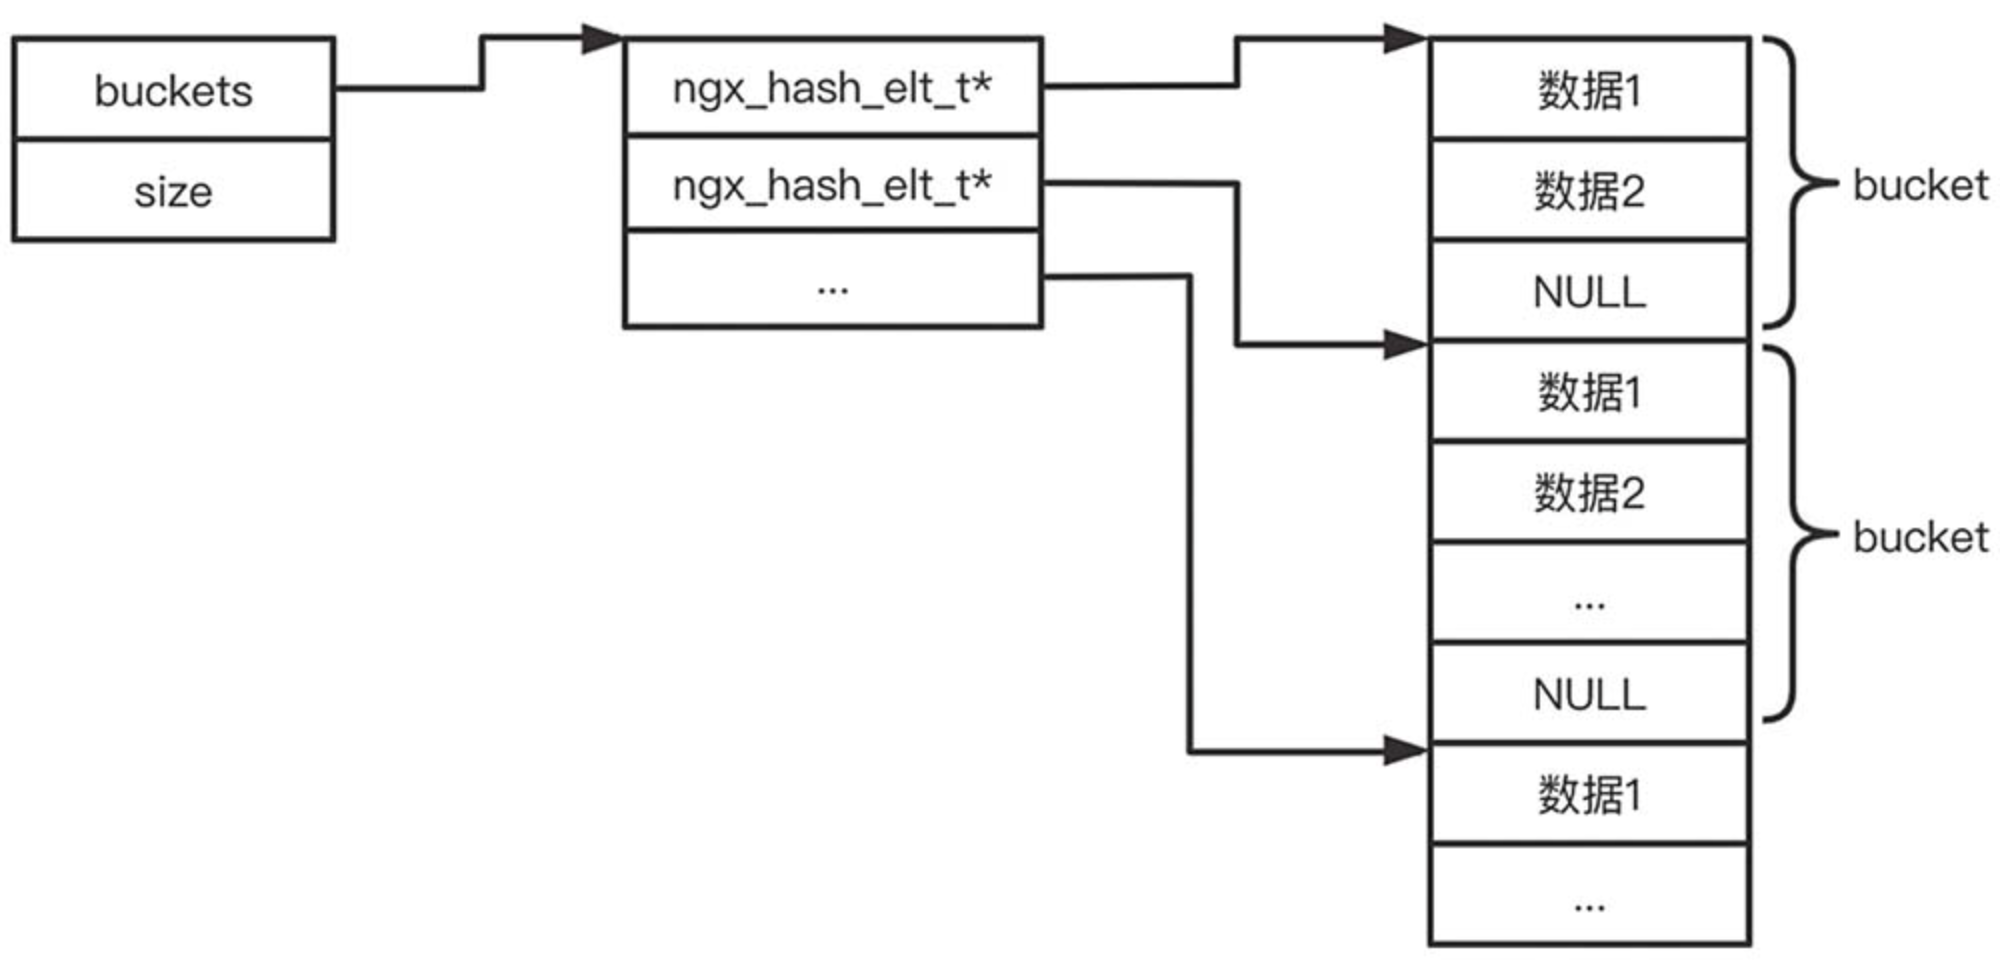 buckets
size
ngx_hash_elt_t*
ngx_hash_elt_t*
...
数据1
数据2
NULL
数据1
数据2
...
NULL
数据1
...
bucket
bucket